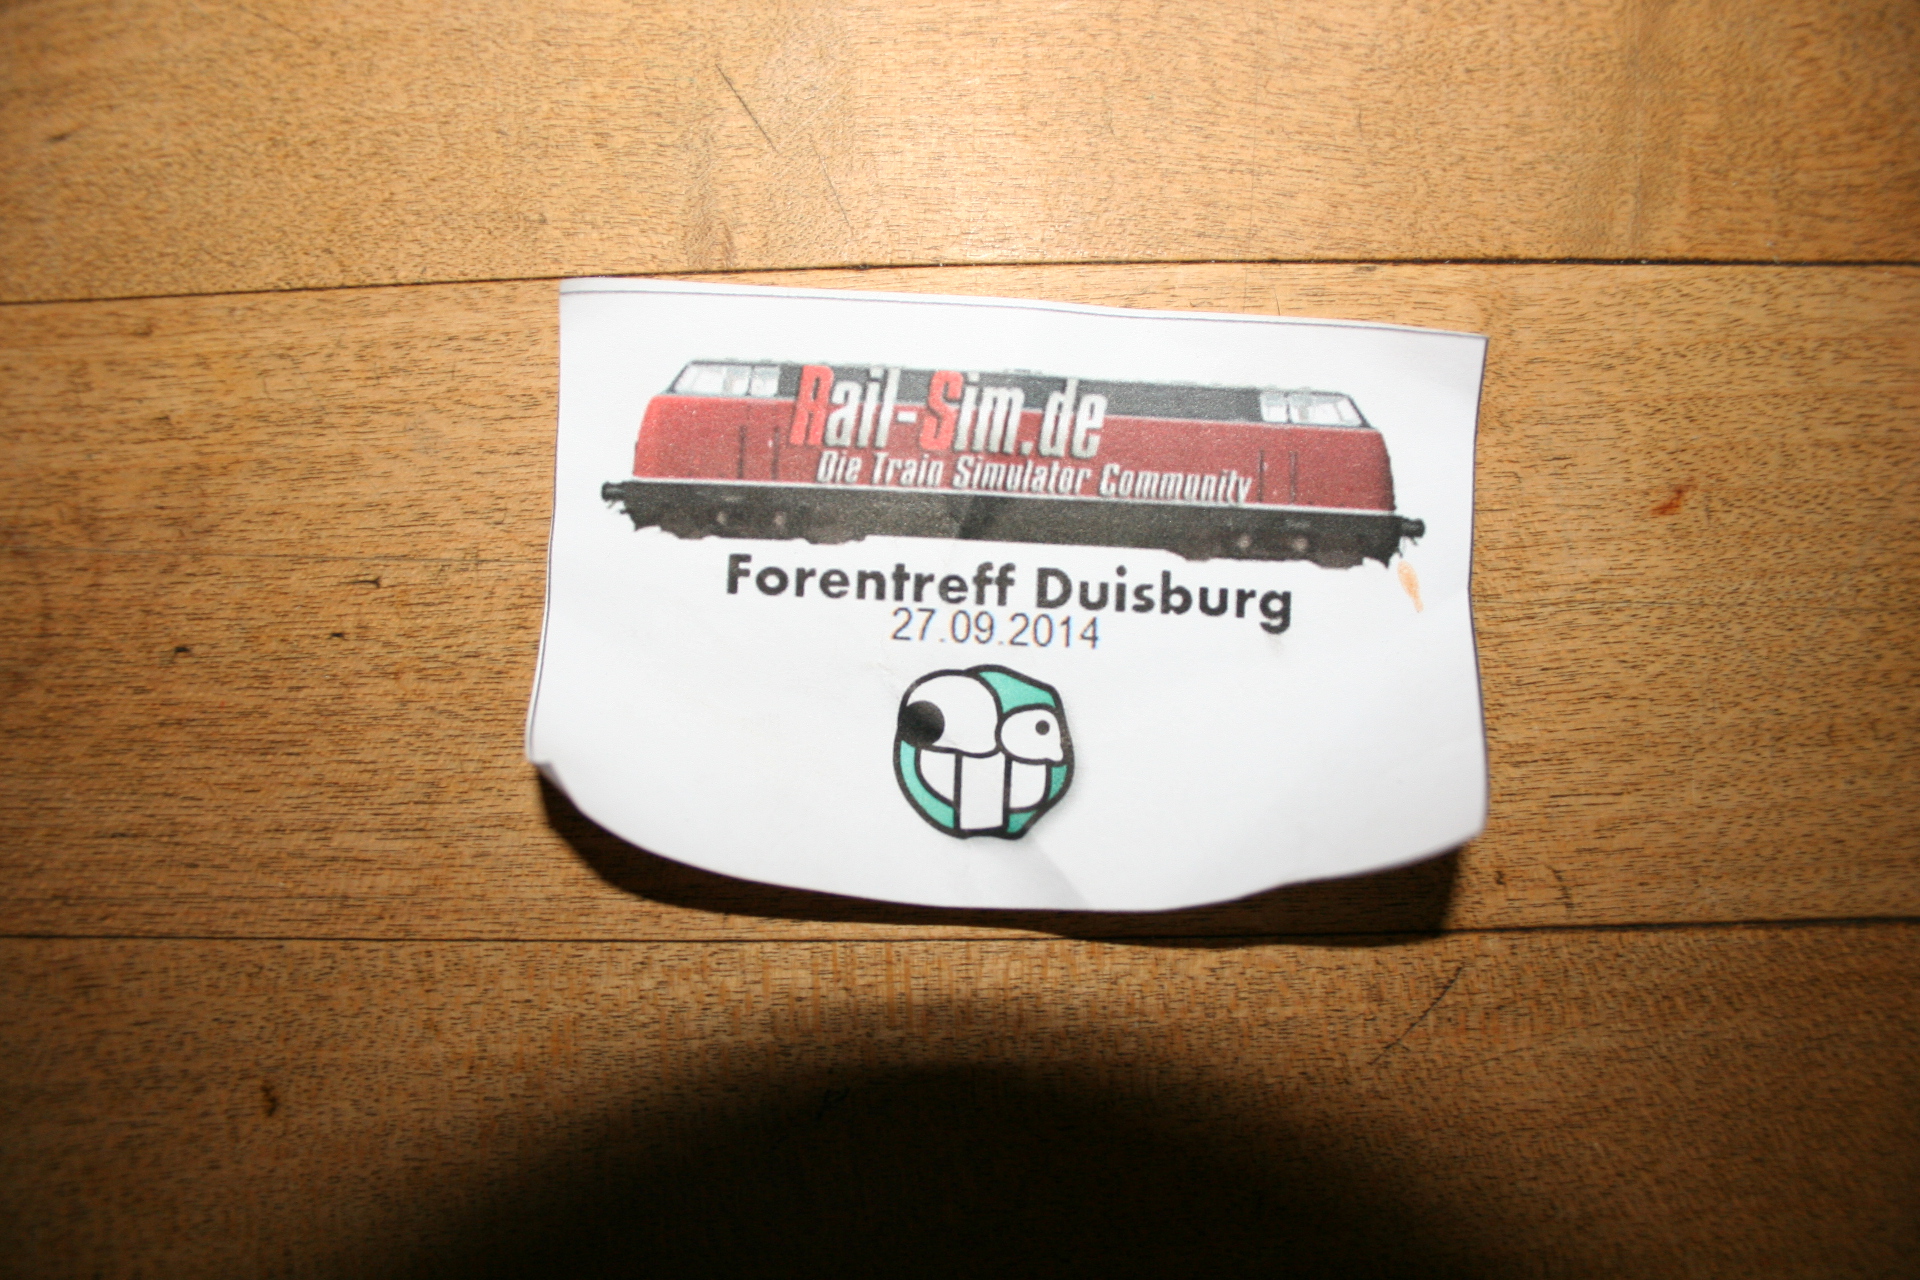 Rail-Sim.de
Die Train Simulator Community
Forentreff Duisburg
27.09.2014